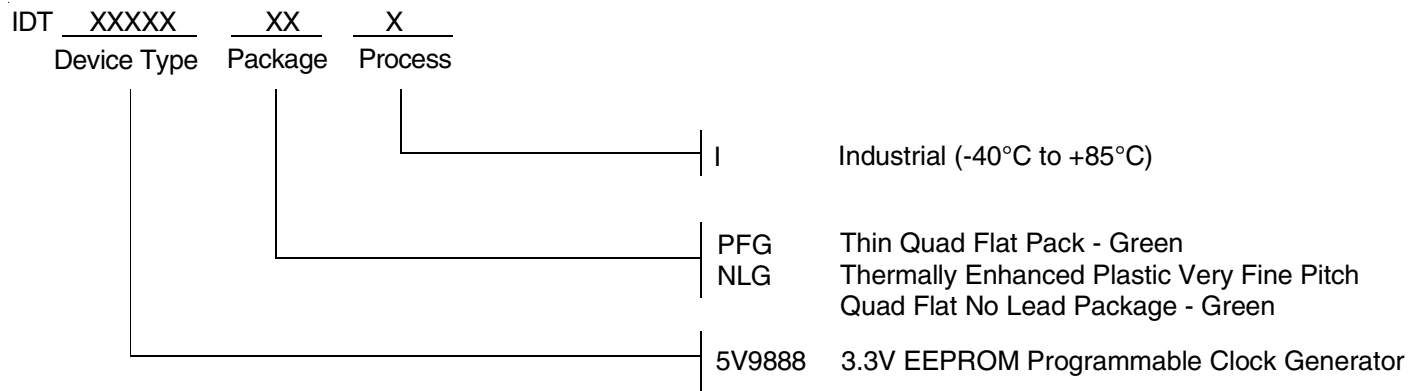 IDT XXXXX XX X
Device Type Package Process
I Industrial (-40°C to +85°C)
PFG Thin Quad Flat Pack - Green
NLG Thermally Enhanced Plastic Very Fine Pitch
Quad Flat No Lead Package - Green
5V9888 3.3V EEPROM Programmable Clock Generator